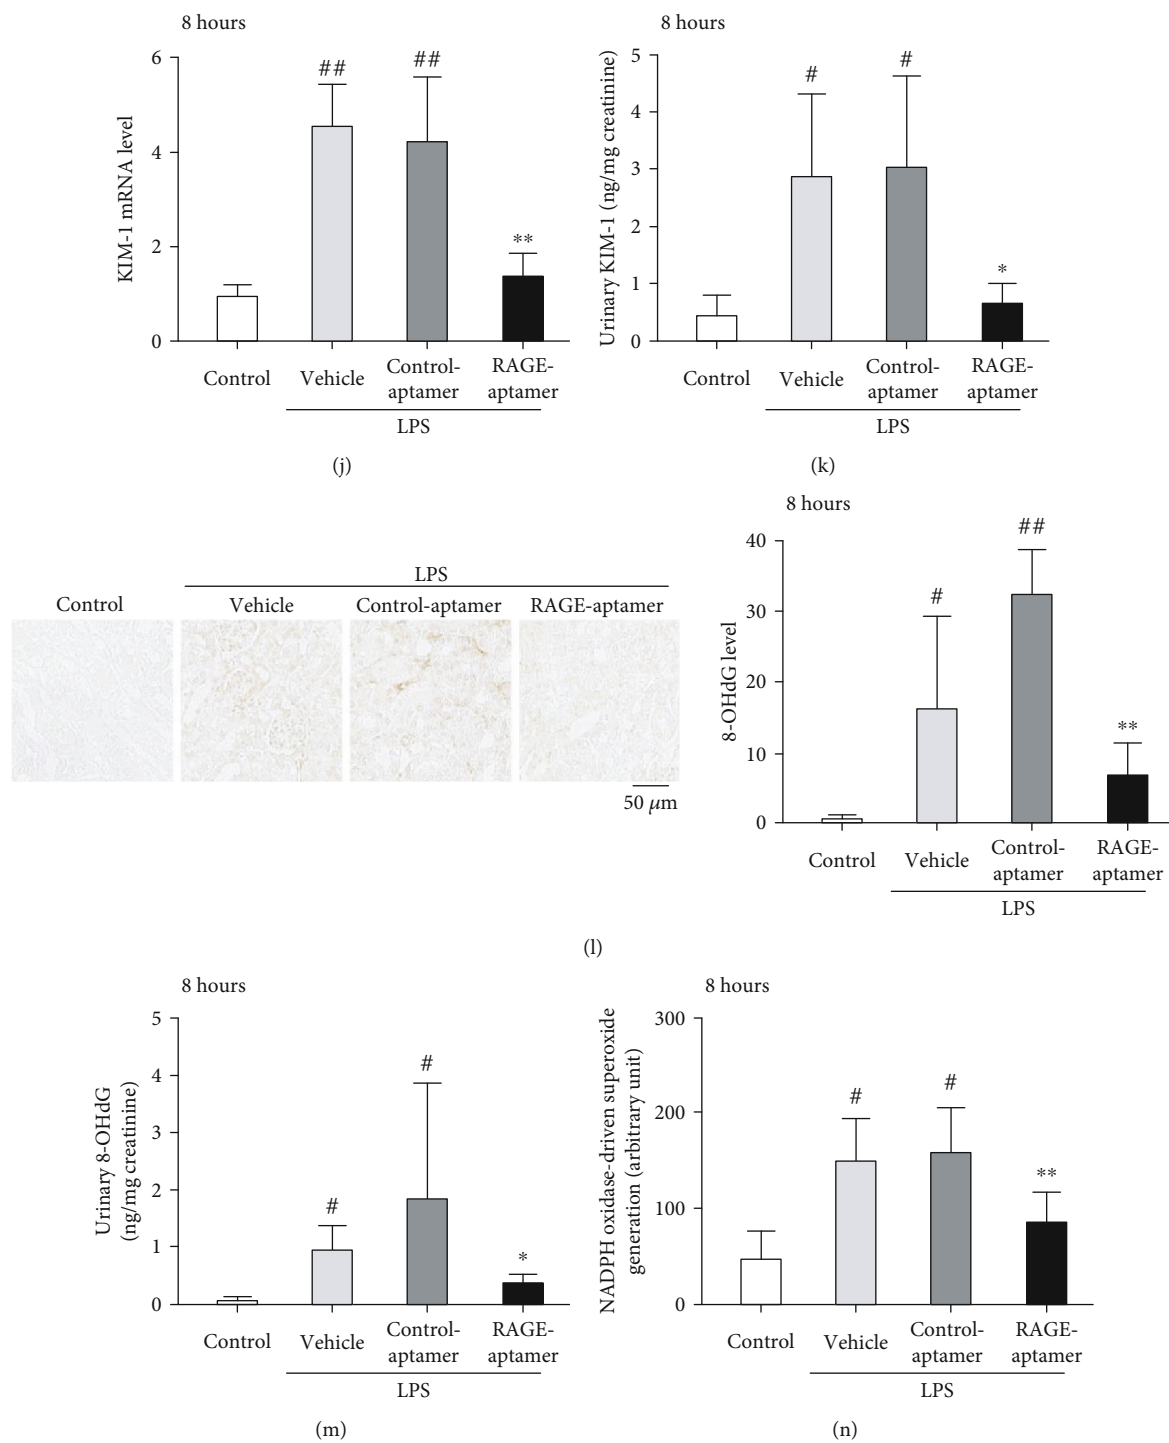 8 hours
KIM-1 mRNA level
6
4
2
0
##
##
**
Control
Vehicle
Control-
aptamer
RAGE-
aptamer
LPS
(j)
8 hours
Urinary KIM-1 (ng/mg creatinine)
5
4
3
2
1
0
#
#
*
Control
Vehicle
Control-
aptamer
RAGE-
aptamer
LPS
(k)
LPS
Control
Vehicle
Control-aptamer
RAGE-aptamer
50 μm
8 hours
8-OHdG level
40
30
20
10
0
#
##
**
Control
Vehicle
Control-
aptamer
RAGE-
aptamer
LPS
(l)
8 hours
Urinary 8-OHdG
(ng/mg creatinine)
5
4
3
2
1
0
#
#
*
Control
Vehicle
Control-
aptamer
RAGE-
aptamer
LPS
(m)
8 hours
NADPH oxidase-driven superoxide
generation (arbitrary unit)
300
200
100
0
#
#
**
Control
Vehicle
Control-
aptamer
RAGE-
aptamer
LPS
(n)